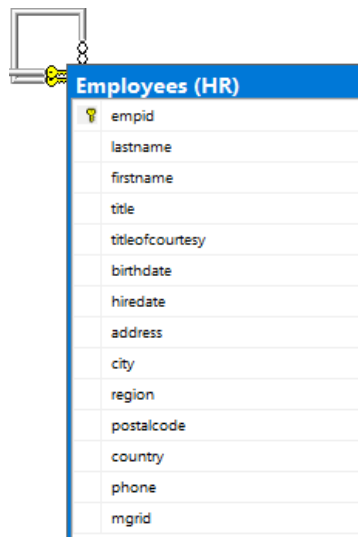 Employees (HR)
empid
lastname
firstname
title
titleofcourtesy
birthdate
hiredate
address
city
region
postalcode
country
phone
mgrid